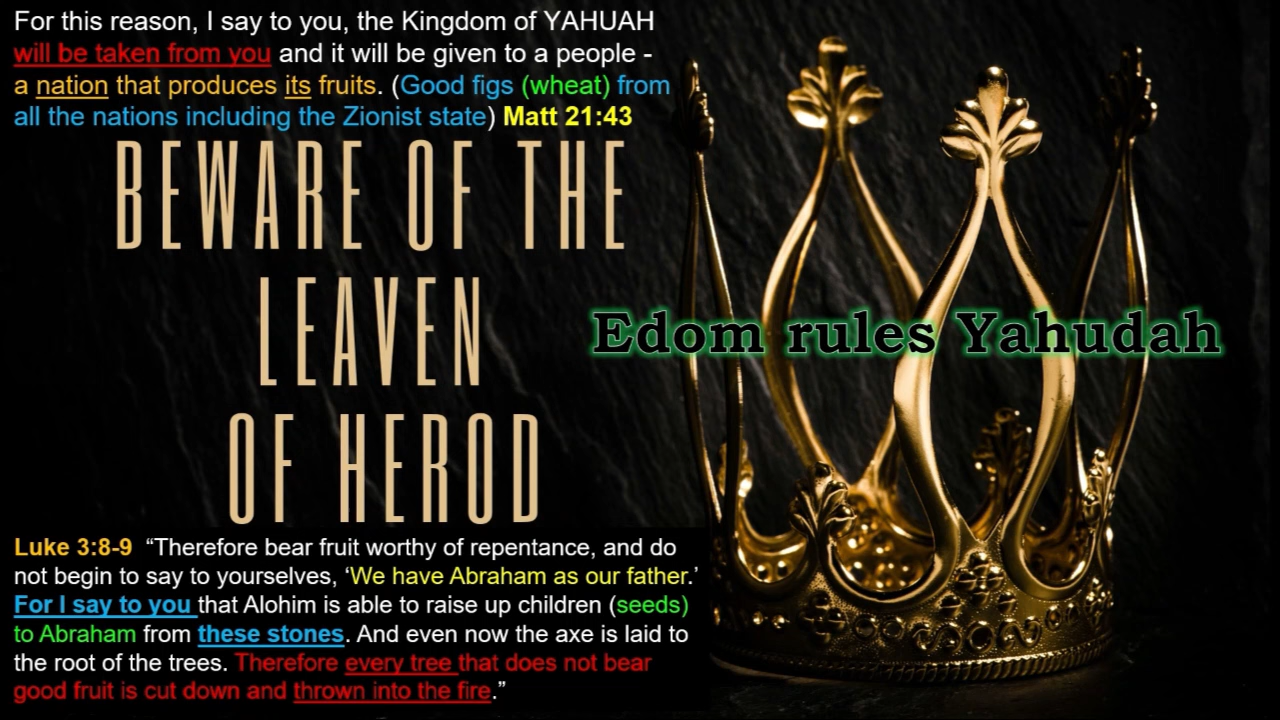 For this reason, I say to you, the Kingdom of YAHUAH
will be taken from you and it will be given to a people -
a nation that produces its fruits. (Good figs (wheat) from
all the nations including the Zionist state) Matt 21:43
BEWARE OF THE
LEAVEN
OF HEROD
Edom rules Yahudah
Luke 3:8-9 “Therefore bear fruit worthy of repentance, and do
not begin to say to yourselves, ‘We have Abraham as our father.’
For I say to you that Alohim is able to raise up children (seeds)
to Abraham from these stones. And even now the axe is laid to
the root of the trees. Therefore every tree that does not bear
good fruit is cut down and thrown into the fire.”